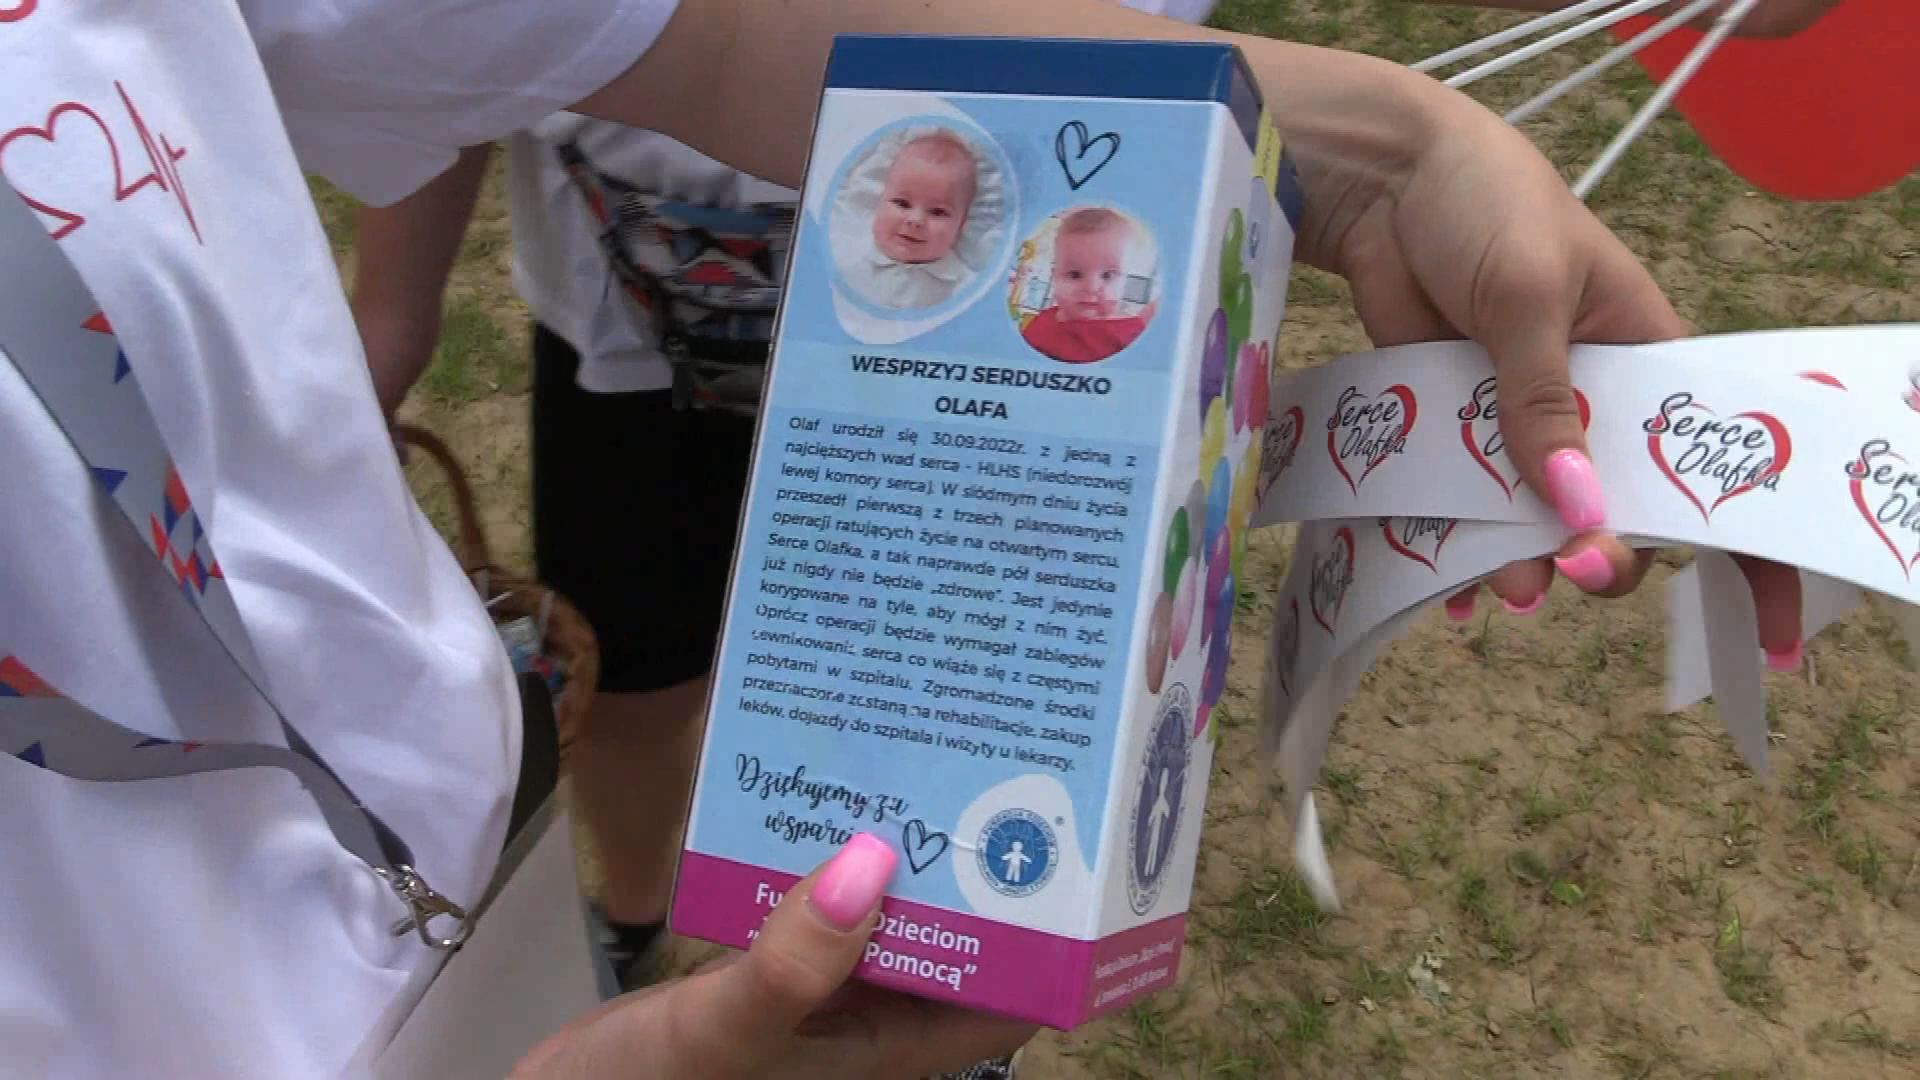 WESPRZYJ SERDUSZKO
OLAFA
Olaf urodził się 30.09.2022r. z jedną z
najcięższych wad serca - HLHS (niedorozwój
lewej komory serca). W siódmym dniu życia
przeszedł pierwszą z trzech planowanych
operacji ratujących życie na otwartym sercu.
Serce Olafka, a tak naprawdę pół serduszka
już nigdy nie będzie „zdrowe”. Jest jedynie
korygowane na tyle, aby mógł z nim żyć.
Oprócz operacji będzie wymagał zabiegów
cewnikowania serca co wiąże się z częstymi
pobytami w szpitalu. Zgromadzone środki
przeznaczone zostaną na rehabilitację, zakup
leków, dojazdy do szpitala i wizyty u lekarzy.
Dziękujemy za
Dzieciom
Pomocą”
Serce
Olafka
Serce
Olafka